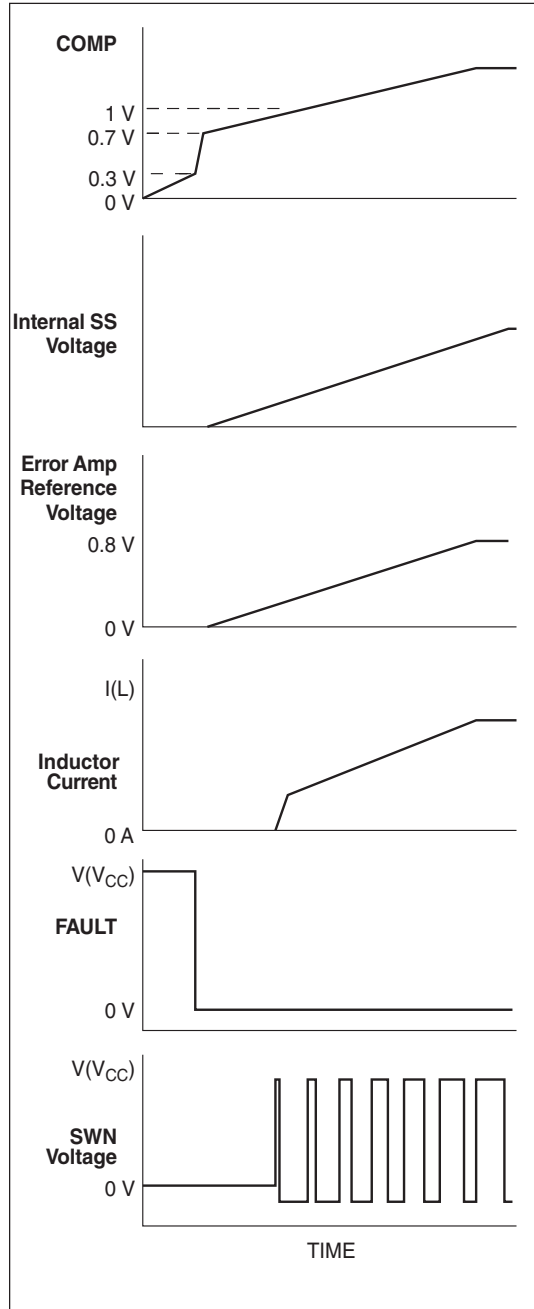 COMP
1 V
0.7 V
0.3 V
0 V
Internal SS
Voltage
Error Amp
Reference
Voltage
0.8 V
0 V
I(L)
Inductor
Current
0 A
V(VCC)
FAULT
0 V
V(VCC)
SWN
Voltage
0 V
TIME